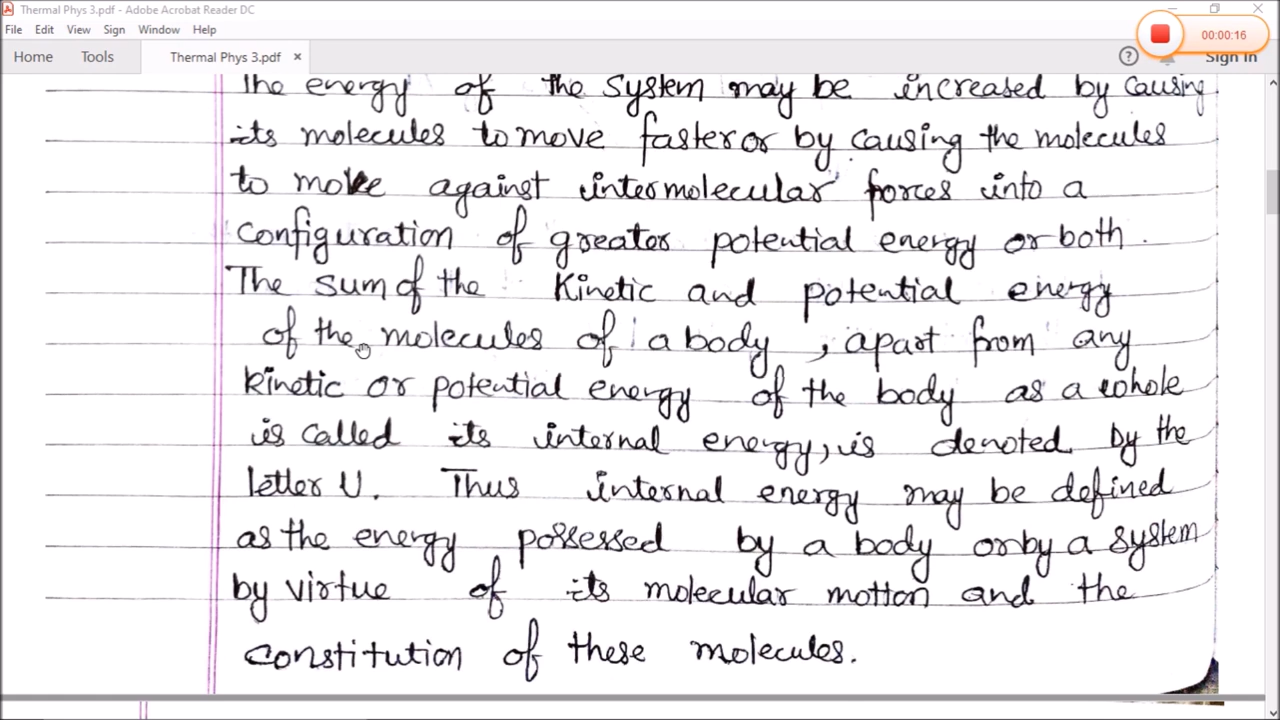 Thermal Phys 3.pdf - Adobe Acrobat Reader DC
File Edit View Sign Window Help
00:00:16
Home Tools Thermal Phys 3.pdf × Sign In
The energy of the system may be increased by causing
its molecules to move faster or by causing the molecules
to move against intermolecular forces into a
configuration of greater potential energy or both.
The sum of the kinetic and potential energy
of the molecules of a body, apart from any
kinetic or potential energy of the body as a whole
is called its internal energy, is denoted by the
letter U. Thus internal energy may be defined
as the energy possessed by a body or by a system
by virtue of its molecular motion and the
constitution of these molecules.